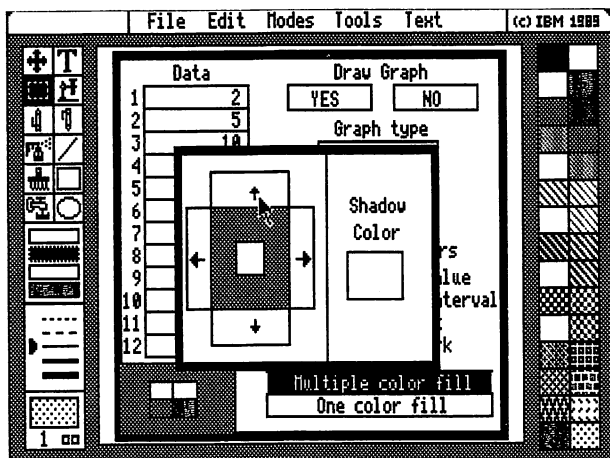 File Edit Modes Tools Text (c) IBM 1989
T
Data Draw Graph
1 2 YES NO
2 5 Graph type
3 10
4
5
6 Shadow
7 Color
8 rs
9 lue
10 terval
11
12 rk
Multiple color fill
One color fill
1